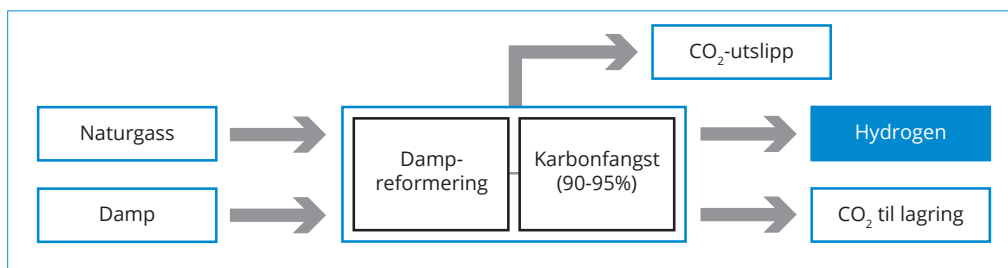 CO₂-utslipp
Naturgass
Damp
Damp-
reformering
Karbonfangst
(90-95%)
Hydrogen
CO₂ til lagring